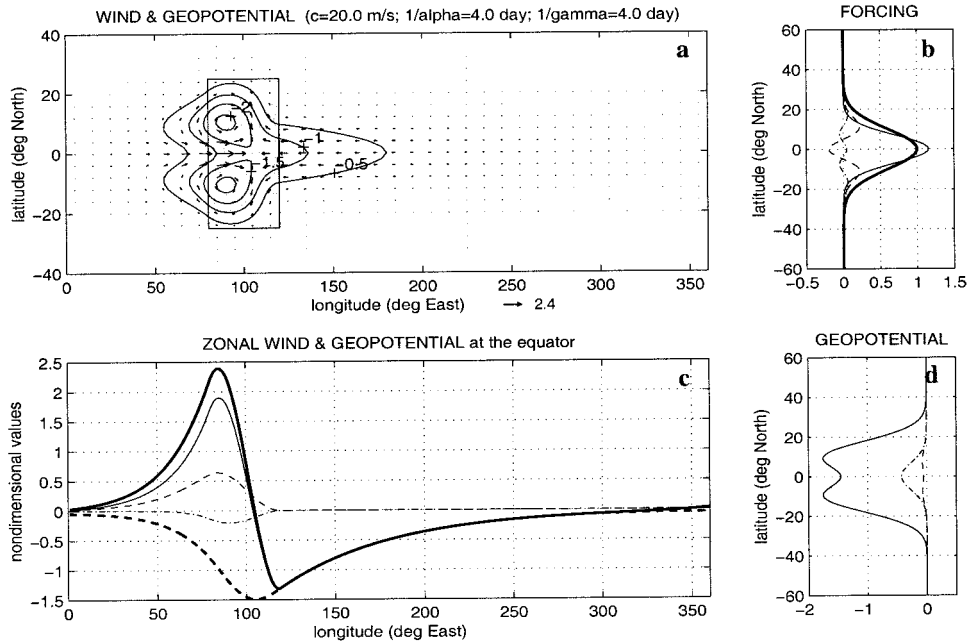 WIND & GEOPOTENTIAL (c=20.0 m/s; 1/alpha=4.0 day; 1/gamma=4.0 day)
a
latitude (deg North)
40
20
0
−20
−40
−2
−1
−1.5
−0.5
0 50 100 150 200 250 300 350
longitude (deg East)
2.4
FORCING
b
latitude (deg North)
60
40
20
0
−20
−40
−60
−0.5 0 0.5 1 1.5
ZONAL WIND & GEOPOTENTIAL at the equator
c
nondimensional values
2.5
2
1.5
1
0.5
0
−0.5
−1
−1.5
0 50 100 150 200 250 300 350
longitude (deg East)
GEOPOTENTIAL
d
latitude (deg North)
60
40
20
0
−20
−40
−60
−2 −1 0